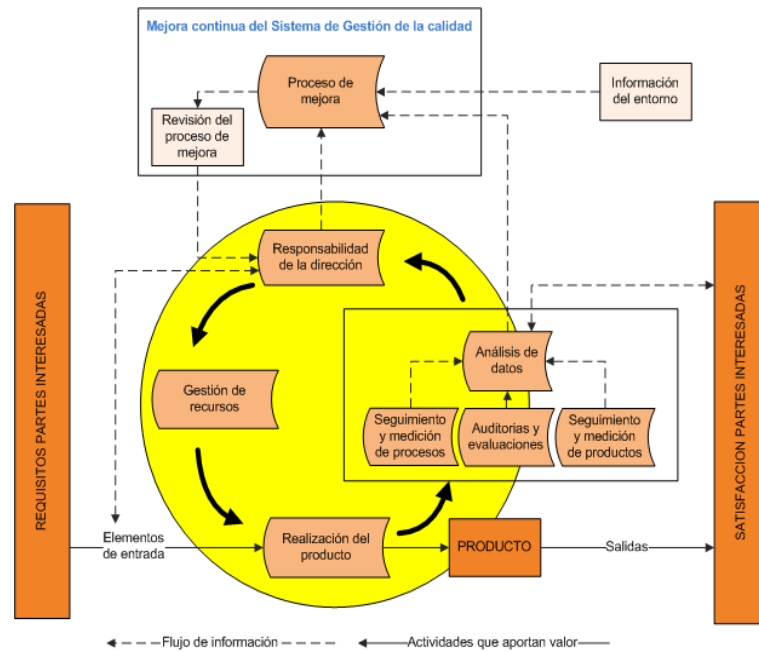 Mejora continua del Sistema de Gestión de la calidad
Proceso de
mejora
Información
del entorno
Revisión del
proceso de
mejora
REQUISITOS PARTES INTERESADAS
SATISFACCION PARTES INTERESADAS
Responsabilidad
de la dirección
Análisis de
datos
Gestión de
recursos
Seguimiento
y medición
de procesos
Auditorias y
evaluaciones
Seguimiento
y medición
de productos
Elementos
de entrada
Realización del
producto
PRODUCTO
Salidas
Flujo de información
Actividades que aportan valor